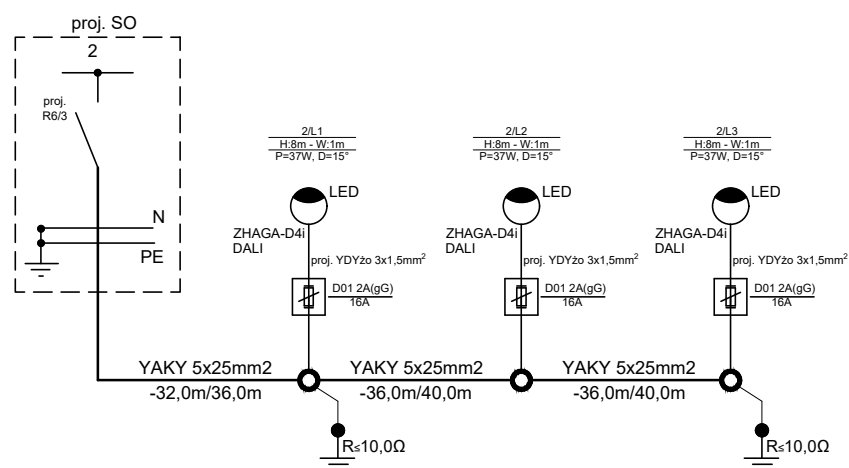 proj. SO
2
proj.
R6/3
N
PE
2/L1
H:8m - W:1m
P=37W, D=15°
LED
ZHAGA-D4i
DALI
proj. YDYżo 3x1,5mm²
D01 2A(gG)
16A
2/L2
H:8m - W:1m
P=37W, D=15°
LED
ZHAGA-D4i
DALI
proj. YDYżo 3x1,5mm²
D01 2A(gG)
16A
2/L3
H:8m - W:1m
P=37W, D=15°
LED
ZHAGA-D4i
DALI
proj. YDYżo 3x1,5mm²
D01 2A(gG)
16A
YAKY 5x25mm2
-32,0m/36,0m
YAKY 5x25mm2
-36,0m/40,0m
YAKY 5x25mm2
-36,0m/40,0m
R≤10,0Ω
R≤10,0Ω